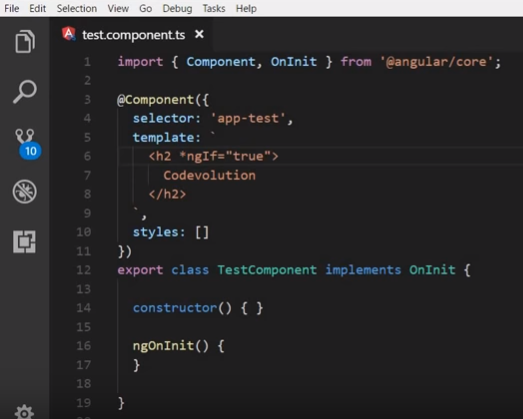 File Edit Selection View Go Debug Tasks Help
test.component.ts ×
1 import { Component, OnInit } from '@angular/core';
2
3 @Component({
4 selector: 'app-test',
5 template: `
6 <h2 *ngIf="true">
7 Codevolution
8 </h2>
9 `,
10 styles: []
11 })
12 export class TestComponent implements OnInit {
13
14 constructor() { }
15
16 ngOnInit() {
17 }
18
19 }
10